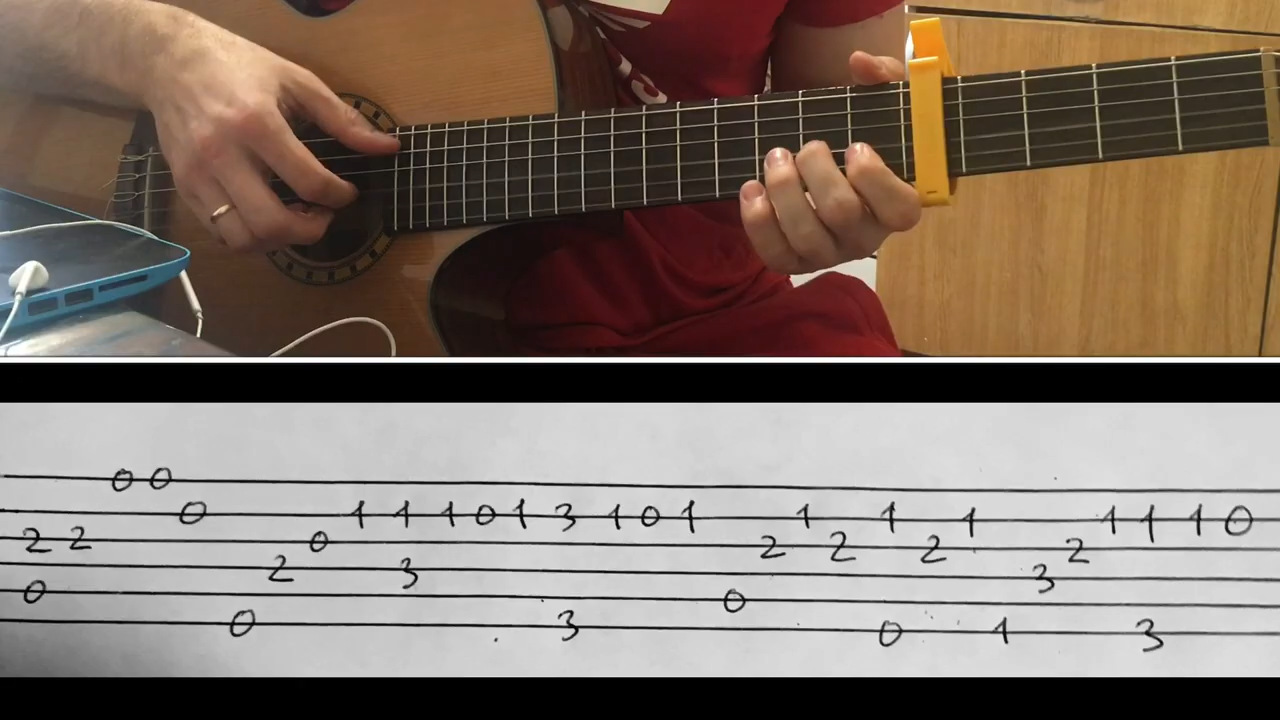 0 0
0 1 1 1 0 1 3 1 0 1 1 1 1 1 1 1 0
2 2 0 2 2 2 2
2 3 3
0 0
0 3 0 1 3